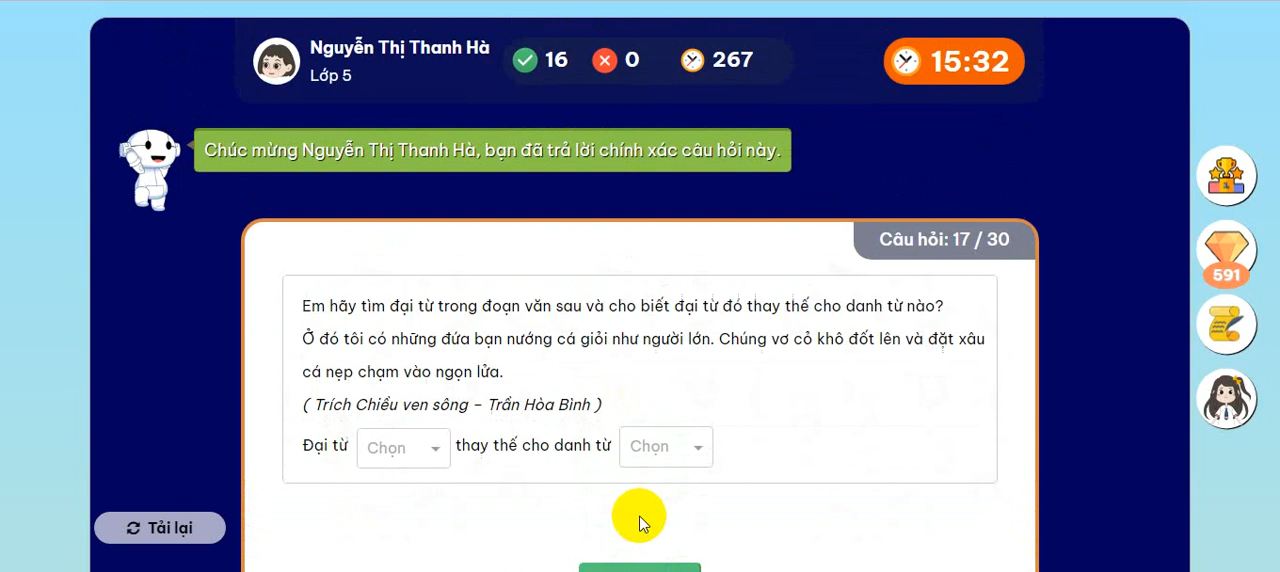 Nguyễn Thị Thanh Hà
Lớp 5
16
0
267
15:32
Chúc mừng Nguyễn Thị Thanh Hà, bạn đã trả lời chính xác câu hỏi này.
Câu hỏi: 17 / 30
Em hãy tìm đại từ trong đoạn văn sau và cho biết đại từ đó thay thế cho danh từ nào?
Ở đó tôi có những đứa bạn nướng cá giỏi như người lớn. Chúng vơ cỏ khô đốt lên và đặt xâu
cá nẹp chạm vào ngọn lửa.
( Trích Chiều ven sông – Trần Hòa Bình )
Đại từ Chọn thay thế cho danh từ Chọn
591
Tải lại